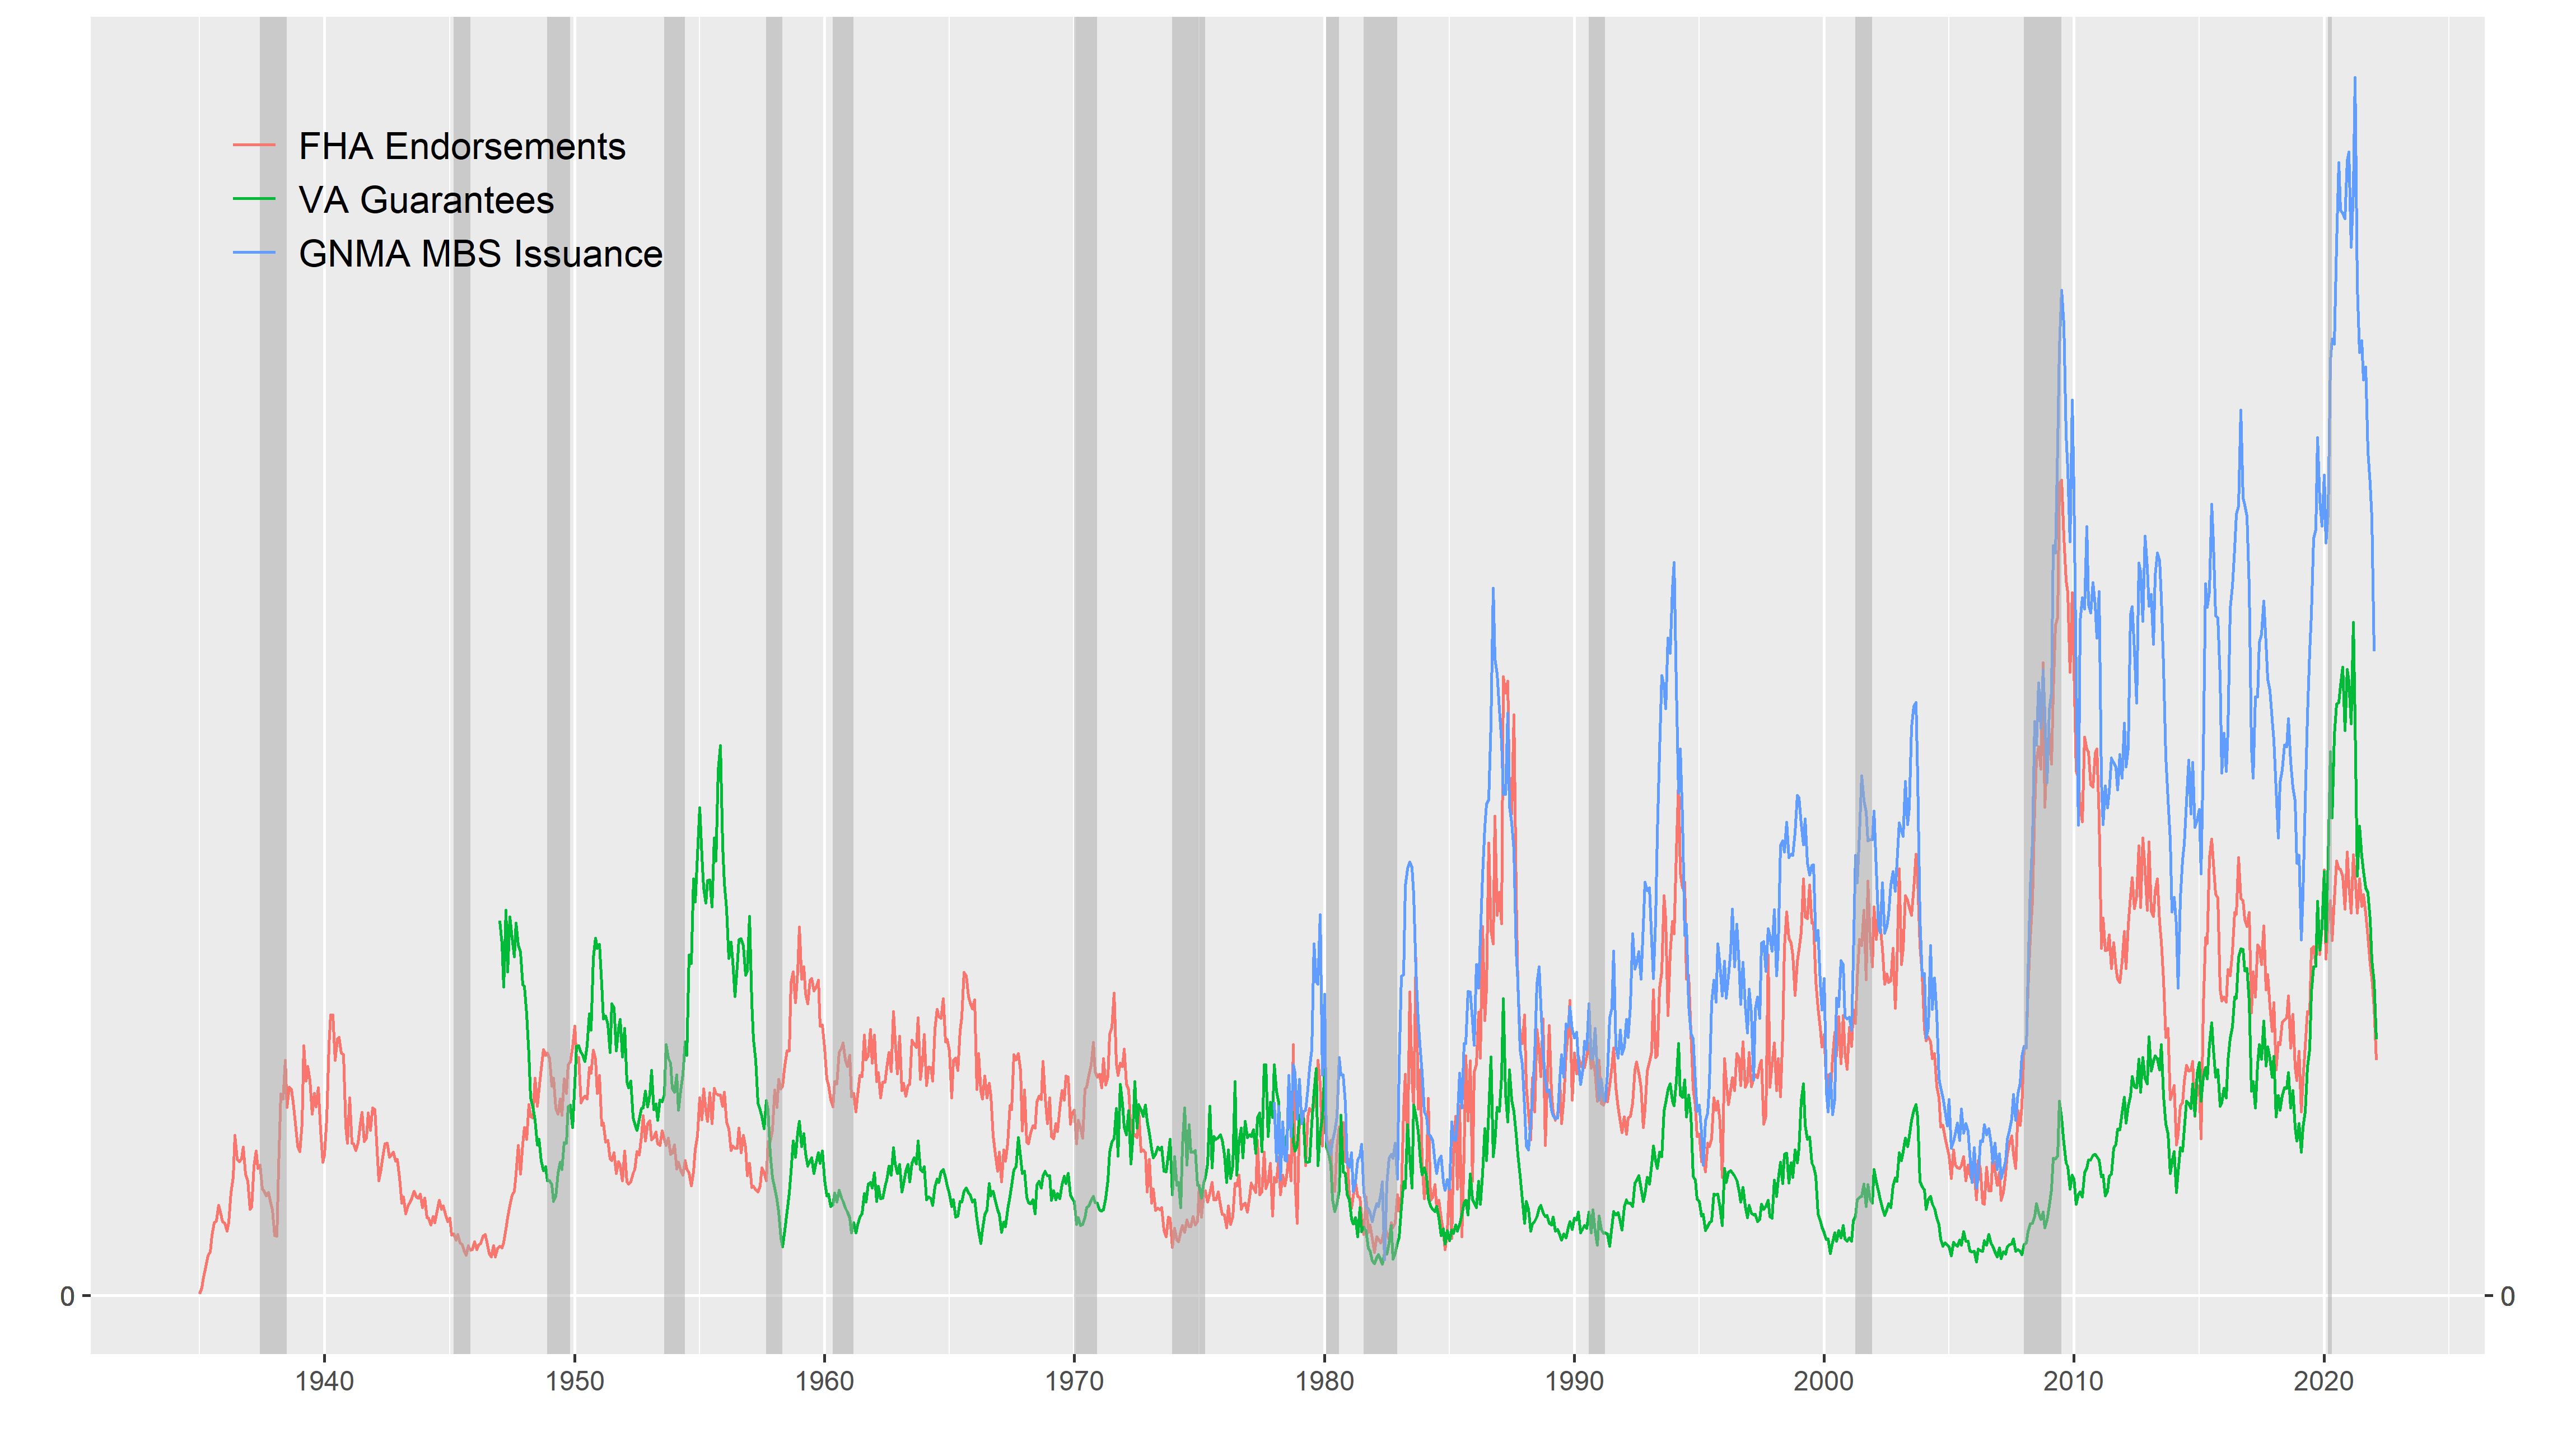 FHA Endorsements
VA Guarantees
GNMA MBS Issuance
0
0
1940 1950 1960 1970 1980 1990 2000 2010 2020